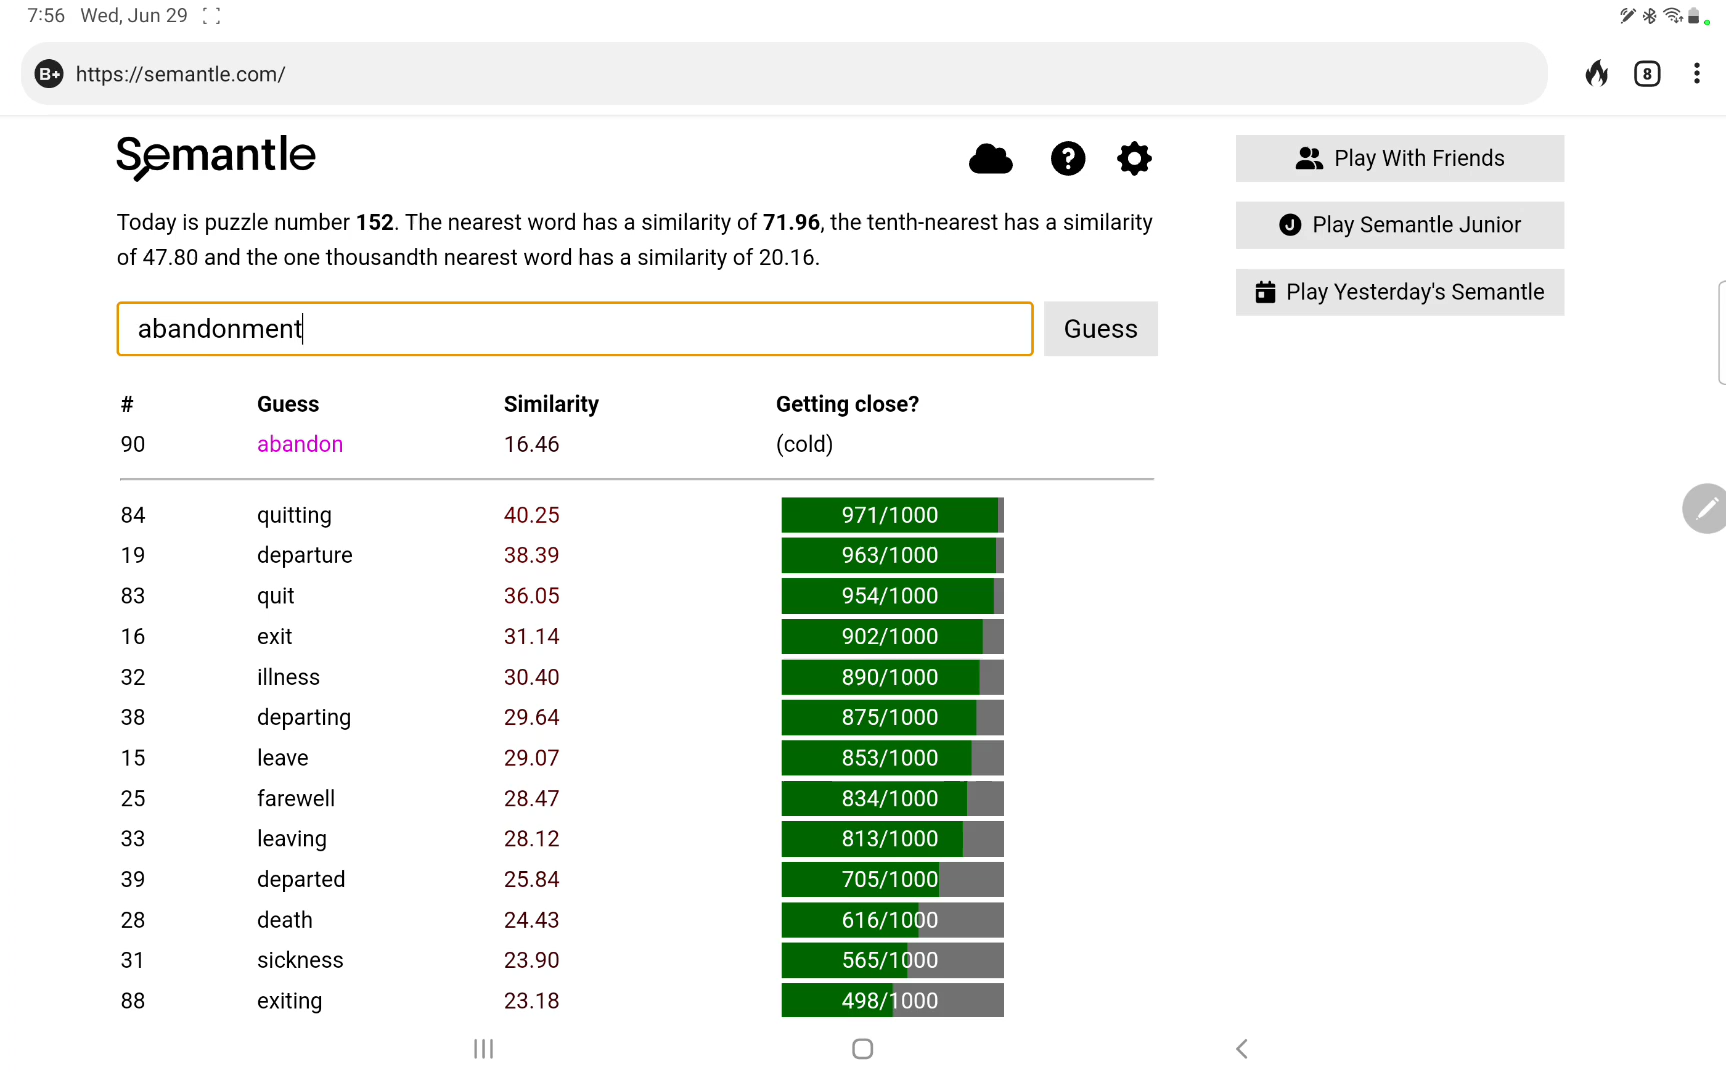 7:56 Wed, Jun 29
B+ https://semantle.com/
8
Semantle
?
Play With Friends
Today is puzzle number 152. The nearest word has a similarity of 71.96, the tenth-nearest has a similarity
of 47.80 and the one thousandth nearest word has a similarity of 20.16.
J Play Semantle Junior
Play Yesterday's Semantle
abandonment Guess
# Guess Similarity Getting close?
90 abandon 16.46 (cold)
84 quitting 40.25 971/1000
19 departure 38.39 963/1000
83 quit 36.05 954/1000
16 exit 31.14 902/1000
32 illness 30.40 890/1000
38 departing 29.64 875/1000
15 leave 29.07 853/1000
25 farewell 28.47 834/1000
33 leaving 28.12 813/1000
39 departed 25.84 705/1000
28 death 24.43 616/1000
31 sickness 23.90 565/1000
88 exiting 23.18 498/1000